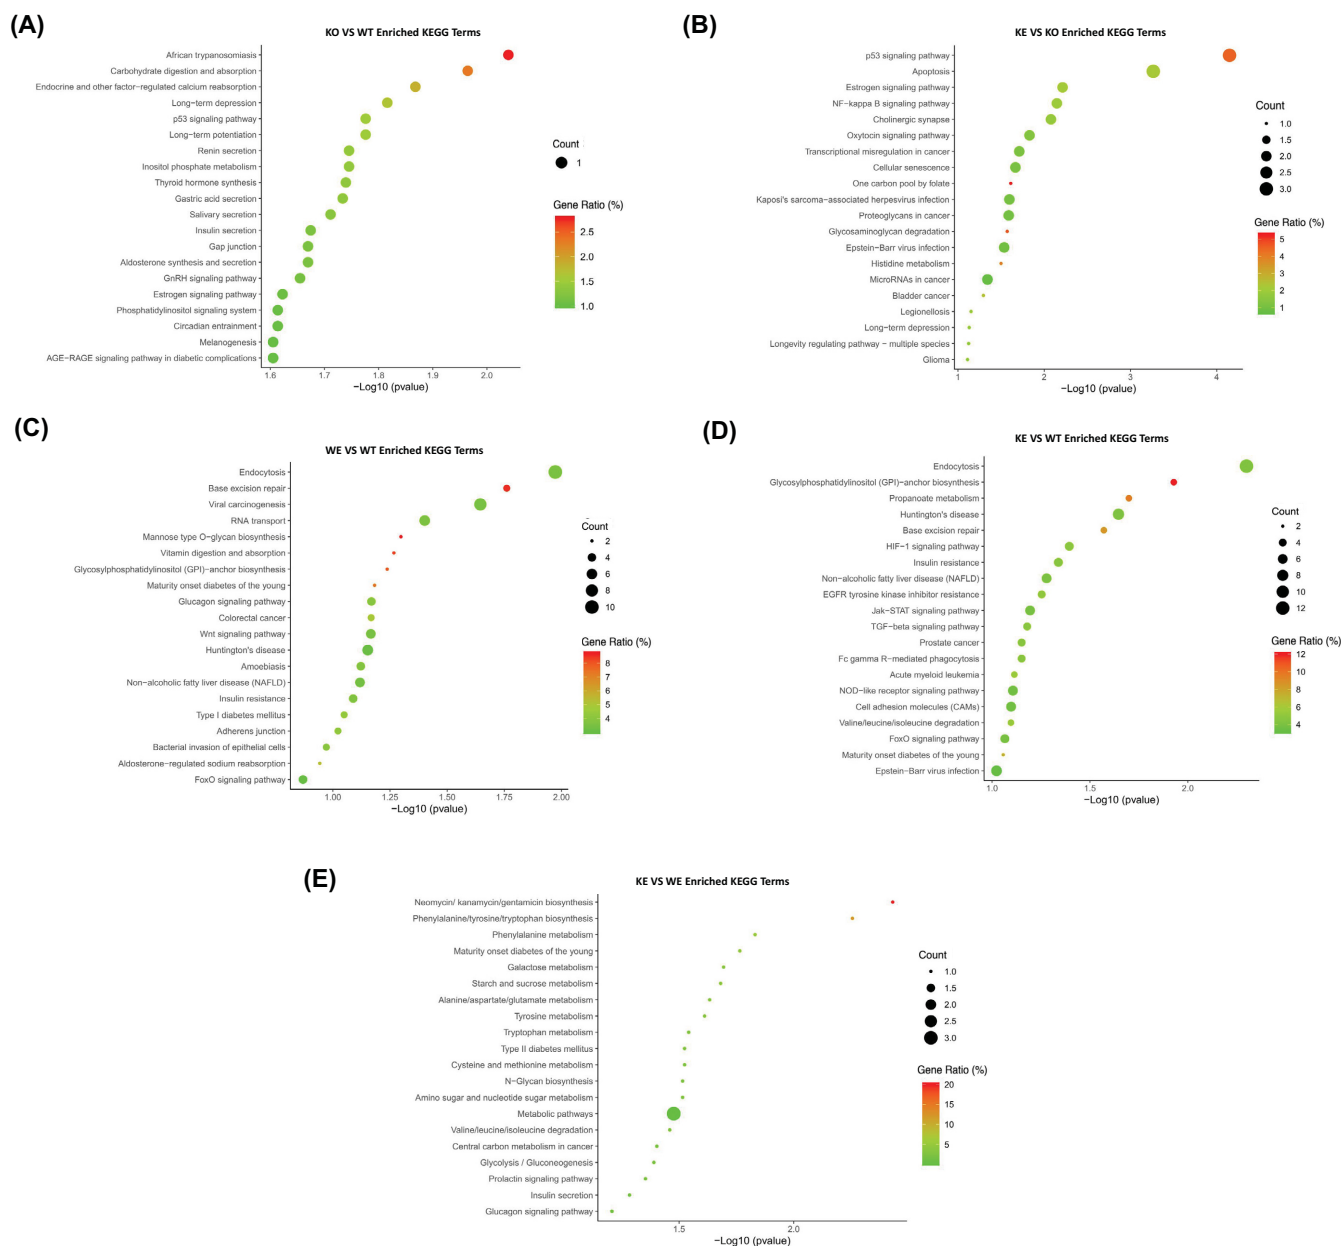 (A)
KO VS WT Enriched KEGG Terms
African trypanosomiasis
Carbohydrate digestion and absorption
Endocrine and other factor-regulated calcium reabsorption
Long-term depression
p53 signaling pathway
Long-term potentiation
Renin secretion
Inositol phosphate metabolism
Thyroid hormone synthesis
Gastric acid secretion
Salivary secretion
Insulin secretion
Gap junction
Aldosterone synthesis and secretion
GnRH signaling pathway
Estrogen signaling pathway
Phosphatidylinositol signaling system
Circadian entrainment
Melanogenesis
AGE-RAGE signaling pathway in diabetic complications
1.6 1.7 1.8 1.9 2.0
-Log10 (pvalue)
Count
1
Gene Ratio (%)
2.5
2.0
1.5
1.0
(B)
KE VS KO Enriched KEGG Terms
p53 signaling pathway
Apoptosis
Estrogen signaling pathway
NF-kappa B signaling pathway
Cholinergic synapse
Oxytocin signaling pathway
Transcriptional misregulation in cancer
Cellular senescence
One carbon pool by folate
Kaposi's sarcoma-associated herpesvirus infection
Proteoglycans in cancer
Glycosaminoglycan degradation
Epstein-Barr virus infection
Histidine metabolism
MicroRNAs in cancer
Bladder cancer
Legionellosis
Long-term depression
Longevity regulating pathway - multiple species
Glioma
1 2 3 4
-Log10 (pvalue)
Count
1.0
1.5
2.0
2.5
3.0
Gene Ratio (%)
5
4
3
2
1
(C)
WE VS WT Enriched KEGG Terms
Endocytosis
Base excision repair
Viral carcinogenesis
RNA transport
Mannose type O-glycan biosynthesis
Vitamin digestion and absorption
Glycosylphosphatidylinositol (GPI)-anchor biosynthesis
Maturity onset diabetes of the young
Glucagon signaling pathway
Colorectal cancer
Wnt signaling pathway
Huntington's disease
Amoebiasis
Non-alcoholic fatty liver disease (NAFLD)
Insulin resistance
Type I diabetes mellitus
Adherens junction
Bacterial invasion of epithelial cells
Aldosterone-regulated sodium reabsorption
FoxO signaling pathway
1.00 1.25 1.50 1.75 2.00
-Log10 (pvalue)
Count
2
4
6
8
10
Gene Ratio (%)
8
7
6
5
4
(D)
KE VS WT Enriched KEGG Terms
Endocytosis
Glycosylphosphatidylinositol (GPI)-anchor biosynthesis
Propanoate metabolism
Huntington's disease
Base excision repair
HIF-1 signaling pathway
Insulin resistance
Non-alcoholic fatty liver disease (NAFLD)
EGFR tyrosine kinase inhibitor resistance
Jak-STAT signaling pathway
TGF-beta signaling pathway
Prostate cancer
Fc gamma R-mediated phagocytosis
Acute myeloid leukemia
NOD-like receptor signaling pathway
Cell adhesion molecules (CAMs)
Valine/leucine/isoleucine degradation
FoxO signaling pathway
Maturity onset diabetes of the young
Epstein-Barr virus infection
1.0 1.5 2.0
-Log10 (pvalue)
Count
2
4
6
8
10
12
Gene Ratio (%)
12
10
8
6
4
(E)
KE VS WE Enriched KEGG Terms
Neomycin/ kanamycin/gentamicin biosynthesis
Phenylalanine/tyrosine/tryptophan biosynthesis
Phenylalanine metabolism
Maturity onset diabetes of the young
Galactose metabolism
Starch and sucrose metabolism
Alanine/aspartate/glutamate metabolism
Tyrosine metabolism
Tryptophan metabolism
Type II diabetes mellitus
Cysteine and methionine metabolism
N-Glycan biosynthesis
Amino sugar and nucleotide sugar metabolism
Metabolic pathways
Valine/leucine/isoleucine degradation
Central carbon metabolism in cancer
Glycolysis / Gluconeogenesis
Prolactin signaling pathway
Insulin secretion
Glucagon signaling pathway
1.5 2.0
-Log10 (pvalue)
Count
1.0
1.5
2.0
2.5
3.0
Gene Ratio (%)
20
15
10
5